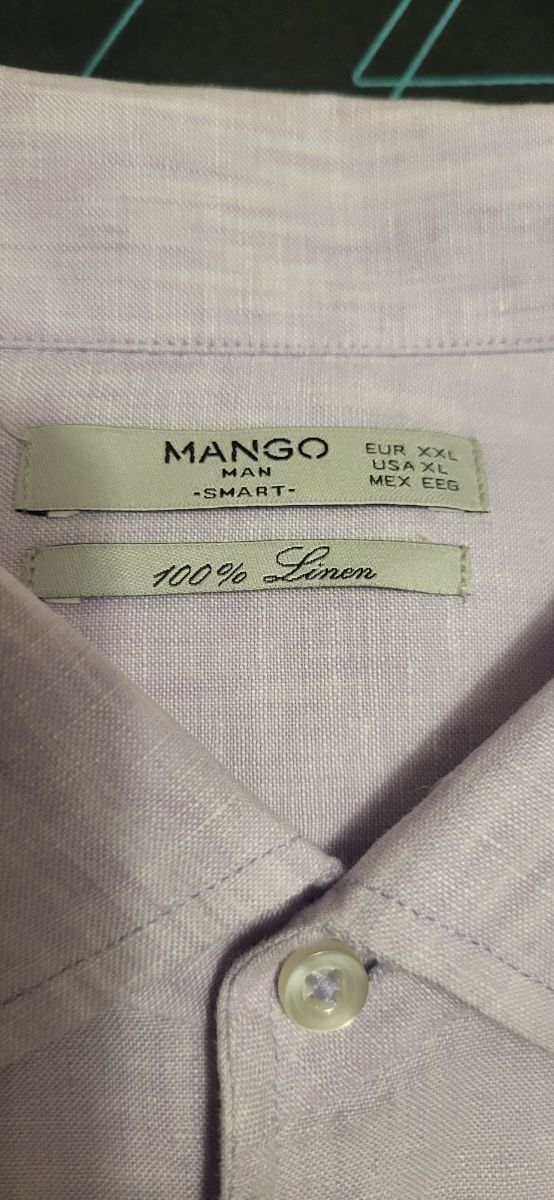 MANGO
MAN
-SMART-
EUR XXL
USA XL
MEX EEG
100% Linen